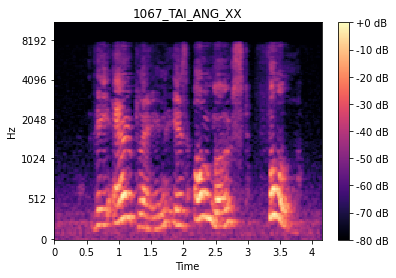 1067_TAI_ANG_XX
+0 dB
8192
-10 dB
4096
-20 dB
-30 dB
2048
Hz
-40 dB
1024
-50 dB
512
-60 dB
-70 dB
0
-80 dB
0 0.5 1 1.5 2 2.5 3 3.5 4
Time